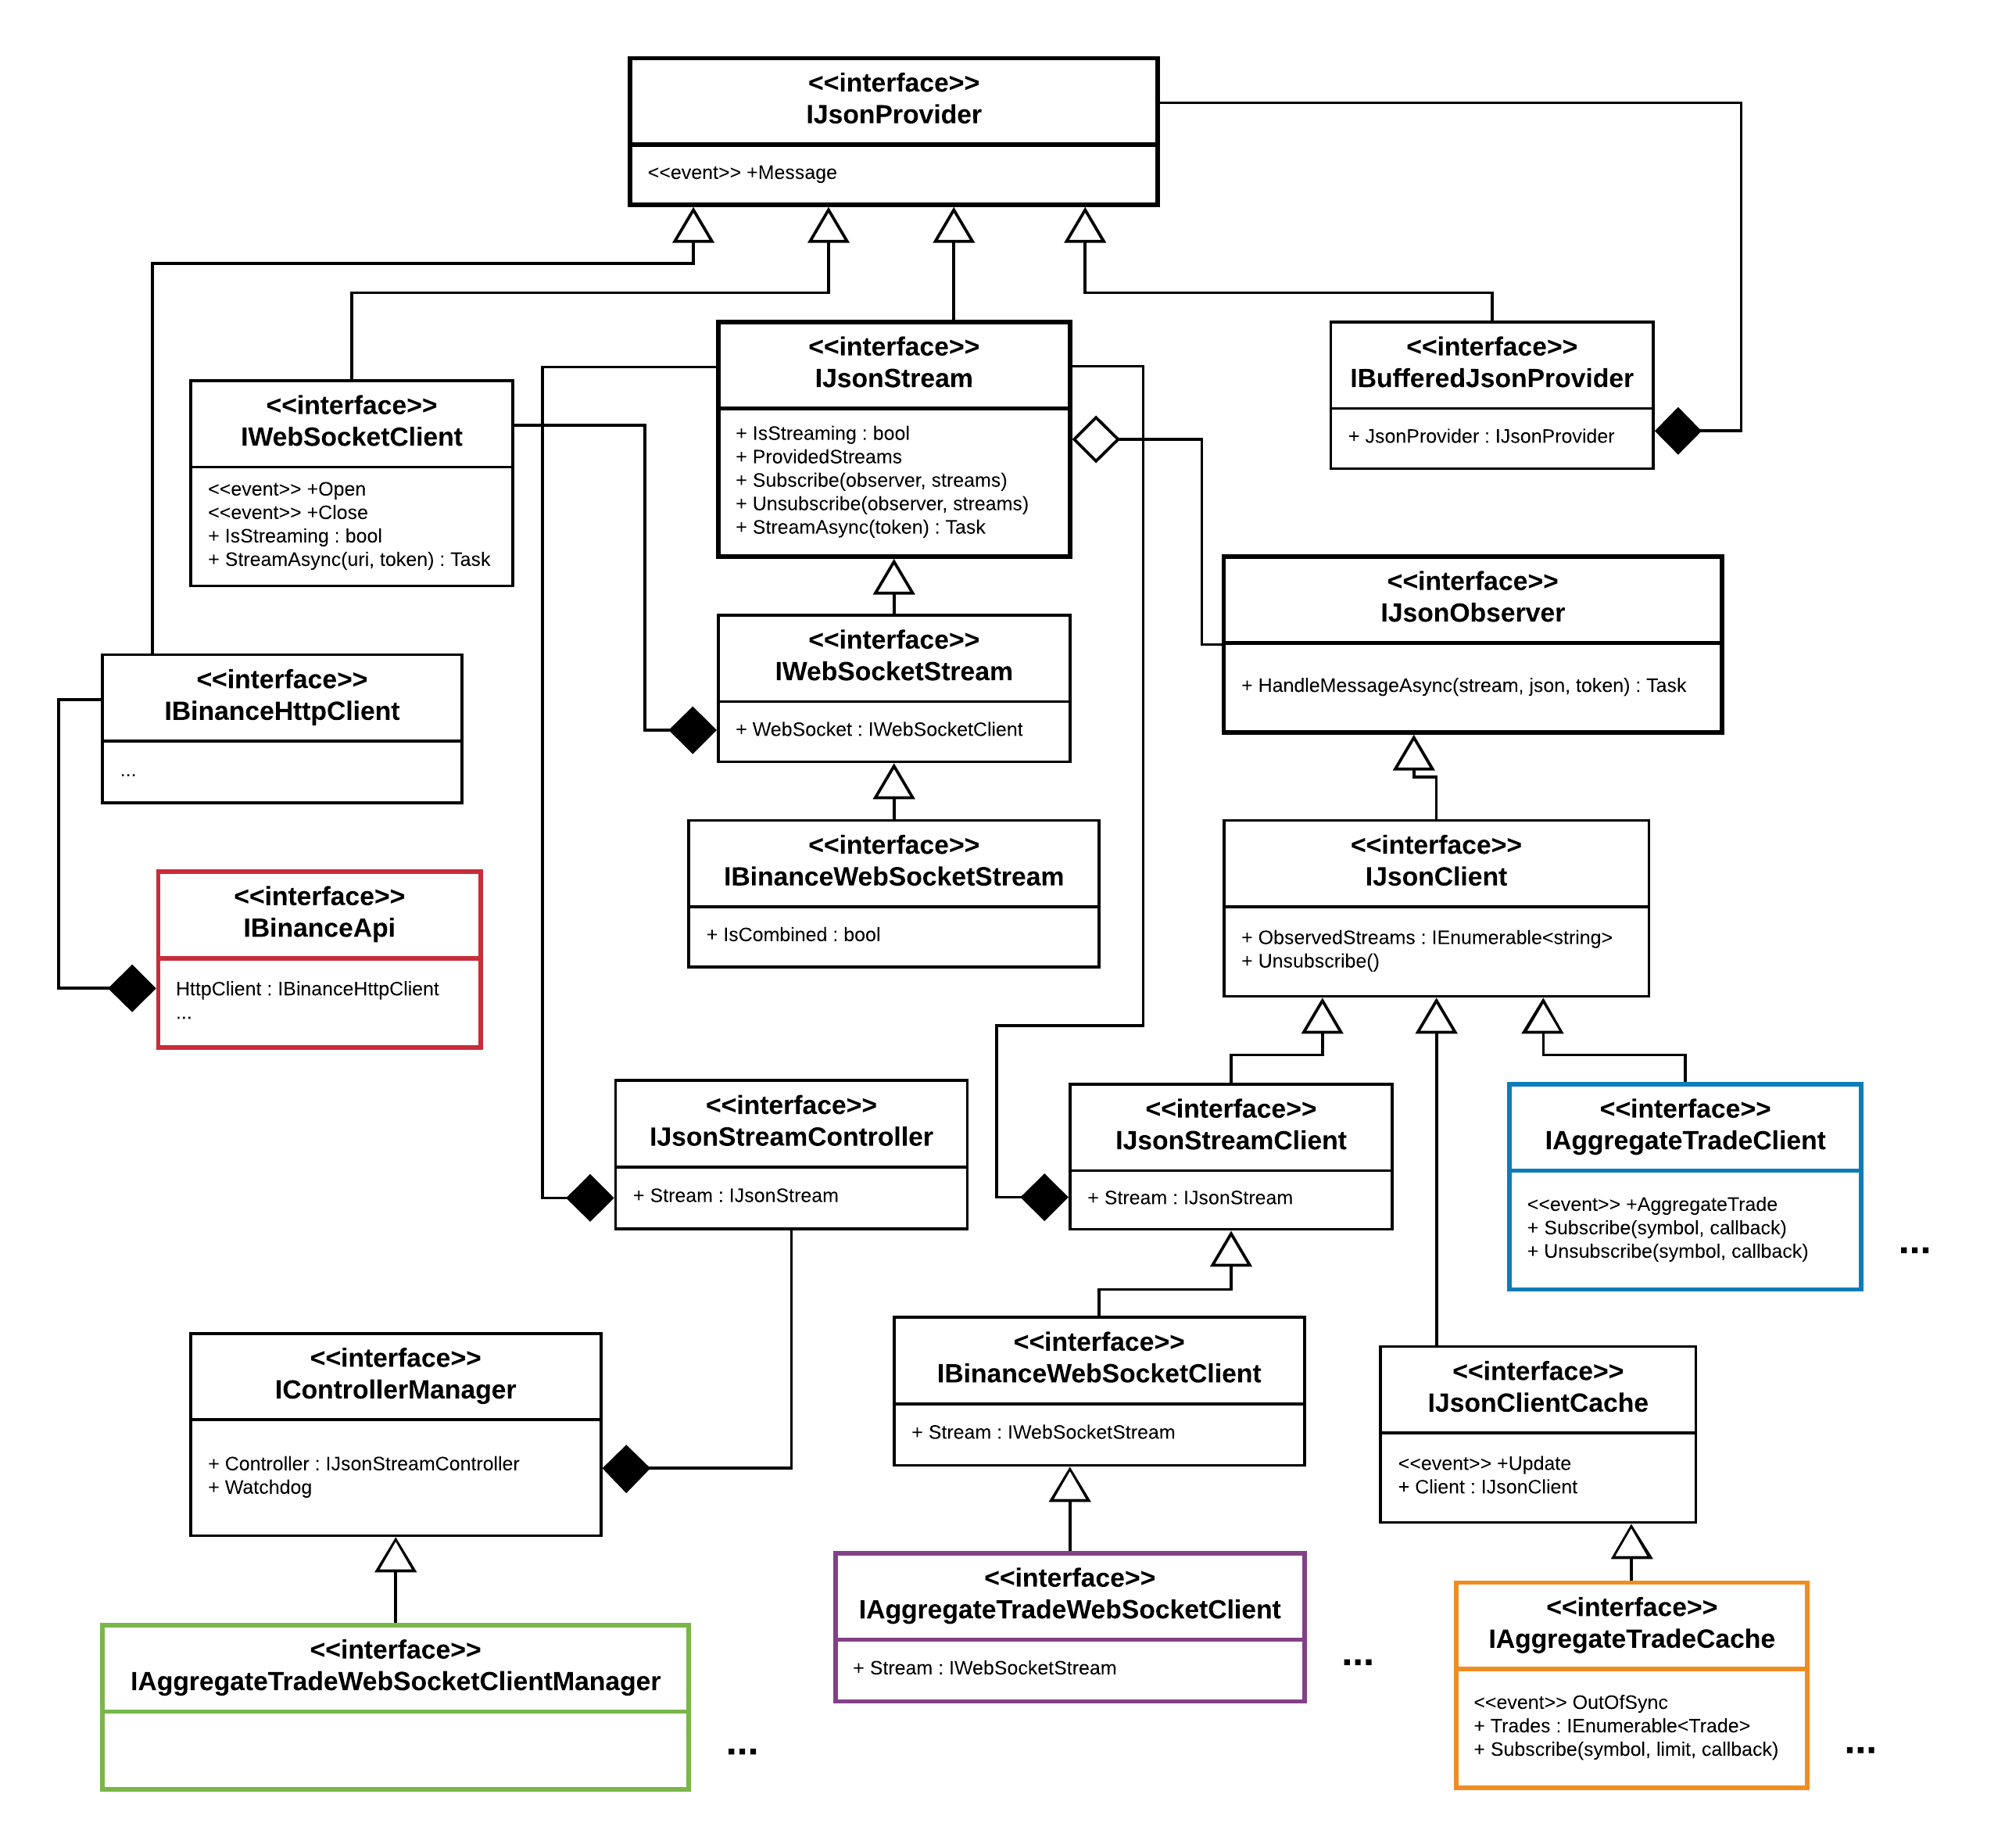 <<interface>>
IJsonProvider
<<event>> +Message
<<interface>>
IJsonStream
+ IsStreaming : bool
+ ProvidedStreams
+ Subscribe(observer, streams)
+ Unsubscribe(observer, streams)
+ StreamAsync(token) : Task
<<interface>>
IBufferedJsonProvider
+ JsonProvider : IJsonProvider
<<interface>>
IWebSocketClient
<<event>> +Open
<<event>> +Close
+ IsStreaming : bool
+ StreamAsync(uri, token) : Task
<<interface>>
IJsonObserver
+ HandleMessageAsync(stream, json, token) : Task
<<interface>>
IWebSocketStream
+ WebSocket : IWebSocketClient
<<interface>>
IBinanceHttpClient
...
<<interface>>
IBinanceWebSocketStream
+ IsCombined : bool
<<interface>>
IJsonClient
+ ObservedStreams : IEnumerable<string>
+ Unsubscribe()
<<interface>>
IBinanceApi
HttpClient : IBinanceHttpClient
...
<<interface>>
IJsonStreamController
+ Stream : IJsonStream
<<interface>>
IJsonStreamClient
+ Stream : IJsonStream
<<interface>>
IAggregateTradeClient
<<event>> +AggregateTrade
+ Subscribe(symbol, callback)
+ Unsubscribe(symbol, callback)
...
<<interface>>
IControllerManager
+ Controller : IJsonStreamController
+ Watchdog
<<interface>>
IBinanceWebSocketClient
+ Stream : IWebSocketStream
<<interface>>
IJsonClientCache
<<event>> +Update
+ Client : IJsonClient
<<interface>>
IAggregateTradeWebSocketClientManager
...
<<interface>>
IAggregateTradeWebSocketClient
+ Stream : IWebSocketStream
...
<<interface>>
IAggregateTradeCache
<<event>> OutOfSync
+ Trades : IEnumerable<Trade>
+ Subscribe(symbol, limit, callback)
...